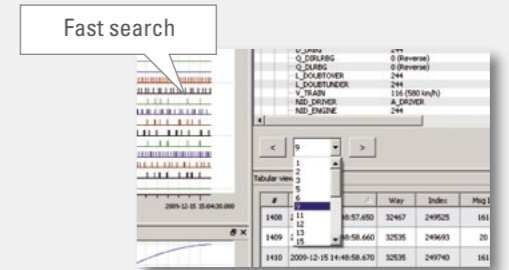 Fast search
Q_DIRLRBG 0 (Reverse)
Q_DLRBG 0 (Reverse)
L_DOUBTOVER 244
L_DOUBTUNDER 244
V_TRAIN 116 (580 km/h)
NID_DRIVER A_DRIVER
NID_ENGINE 244
< 9 >
1
2
3
5
6
9
11
12
13
15
Tabular view
# Way Index Msg
2009-12-15 15:04:30.000
1408 :48:57.650 32467 249525 161
1409 :48:58.660 32535 249693 20
1410 2009-12-15 14:48:58.670 32535 249740 161